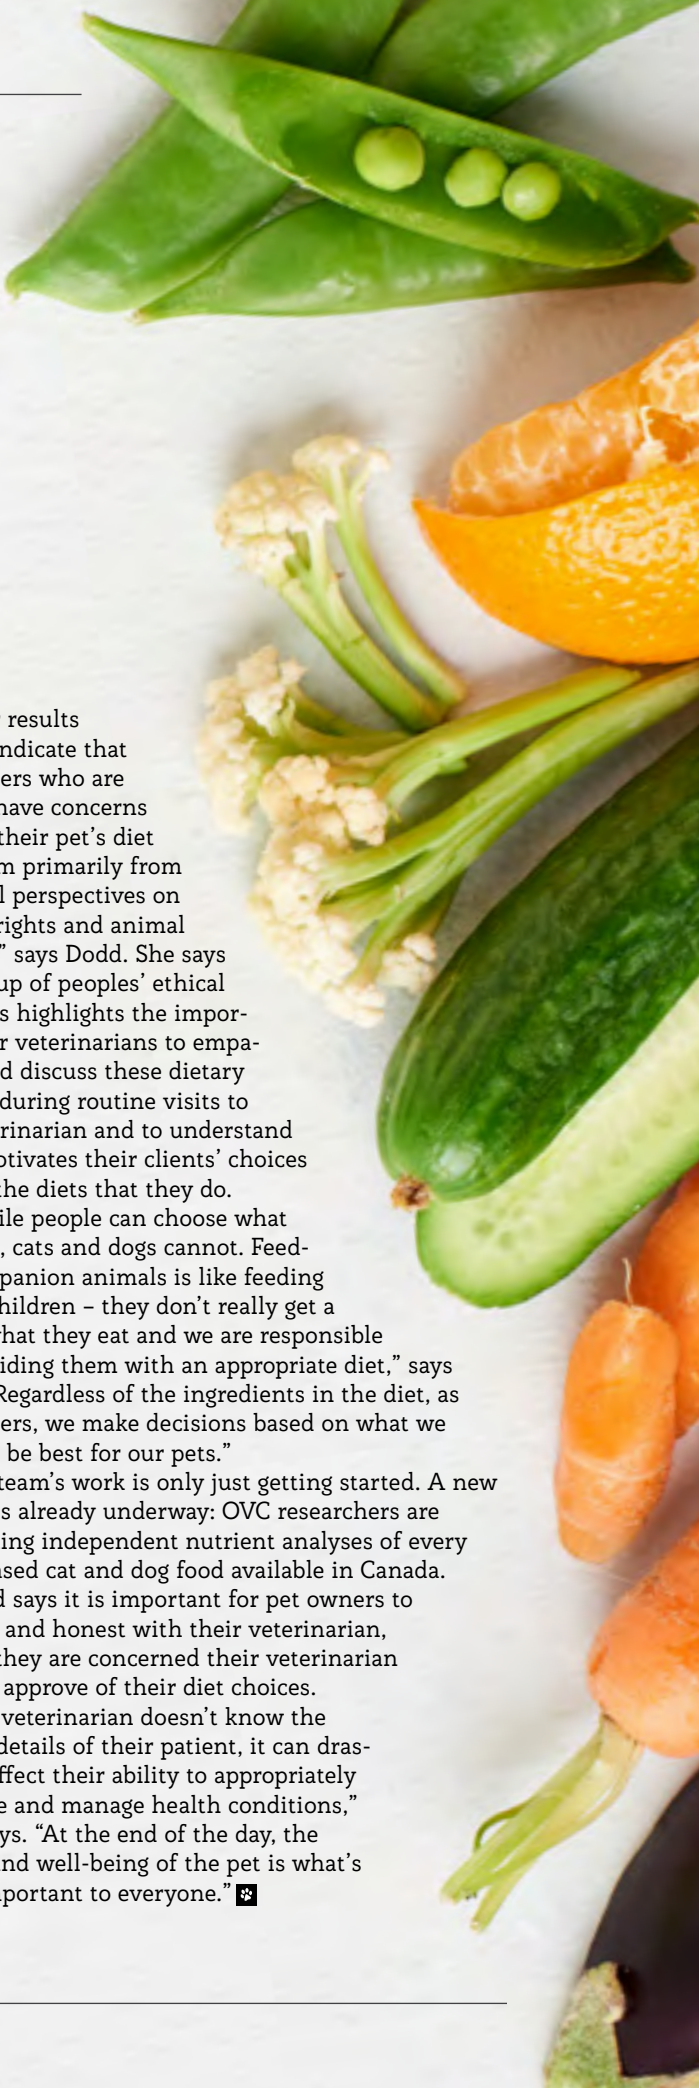 results
ndicate that
ers who are
have concerns
their pet’s diet
m primarily from
l perspectives on
rights and animal
” says Dodd. She says
up of peoples’ ethical
s highlights the impor-
r veterinarians to empa-
d discuss these dietary
during routine visits to
rinarian and to understand
otivates their clients’ choices
the diets that they do.
ile people can choose what
, cats and dogs cannot. Feed-
panion animals is like feeding
hildren – they don’t really get a
hat they eat and we are responsible
iding them with an appropriate diet,” says
Regardless of the ingredients in the diet, as
ers, we make decisions based on what we
be best for our pets.”
team’s work is only just getting started. A new
s already underway: OVC researchers are
ing independent nutrient analyses of every
ased cat and dog food available in Canada.
d says it is important for pet owners to
and honest with their veterinarian,
they are concerned their veterinarian
approve of their diet choices.
veterinarian doesn’t know the
details of their patient, it can dras-
ffect their ability to appropriately
e and manage health conditions,”
ys. “At the end of the day, the
nd well-being of the pet is what’s
portant to everyone.”